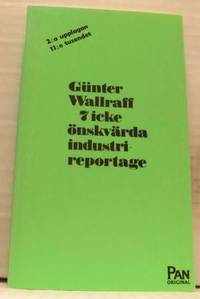 2:a upplagan
11:e tusendet
Günter
Wallraff
7 icke
önskvärda
industri-
reportage
PAN
ORIGINAL